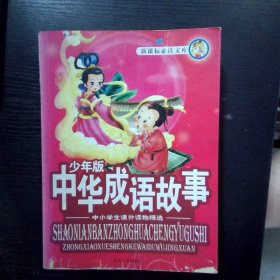 新课标必读文库
少年版
中华成语故事
中小学生课外读物精选
SHAONIANBANZHONGHUACHENGYUGUSHI
ZHONGXIAOXUESHENGKEWAIDUWUJINGXUAN